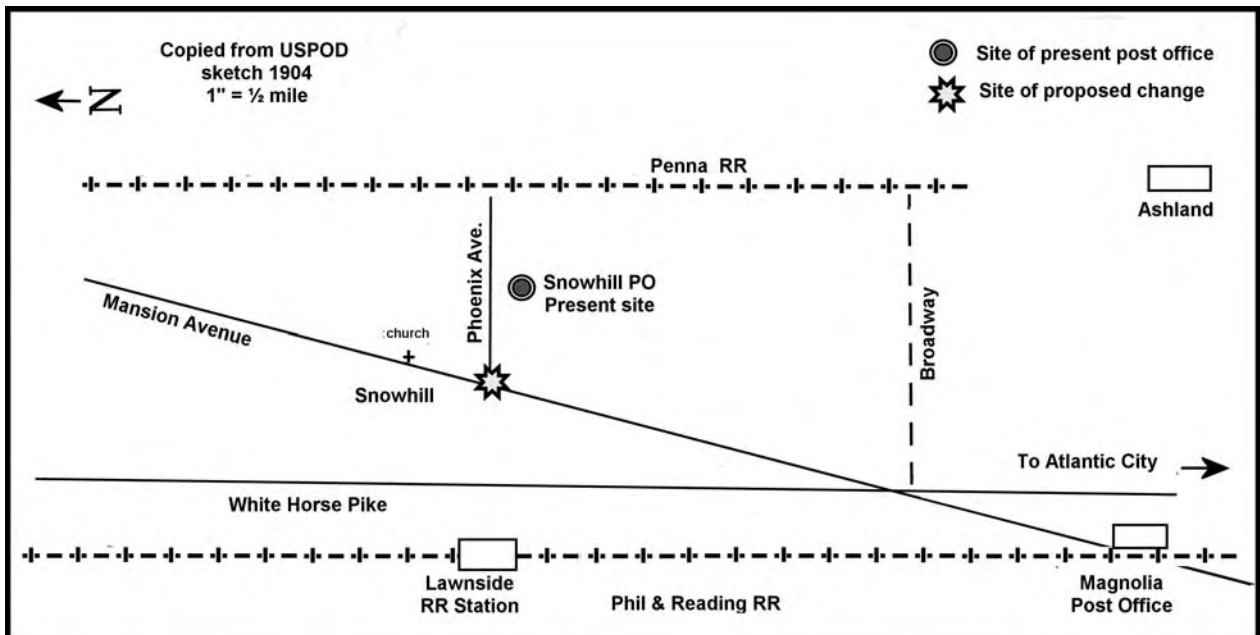 Copied from USPOD
sketch 1904
1" = ½ mile
N
Site of present post office
Site of proposed change
Penna RR
Ashland
Phoenix Ave.
Snowhill PO
Present site
Mansion Avenue
:church
Snowhill
Broadway
To Atlantic City
White Horse Pike
Lawnside
RR Station
Phil & Reading RR
Magnolia
Post Office